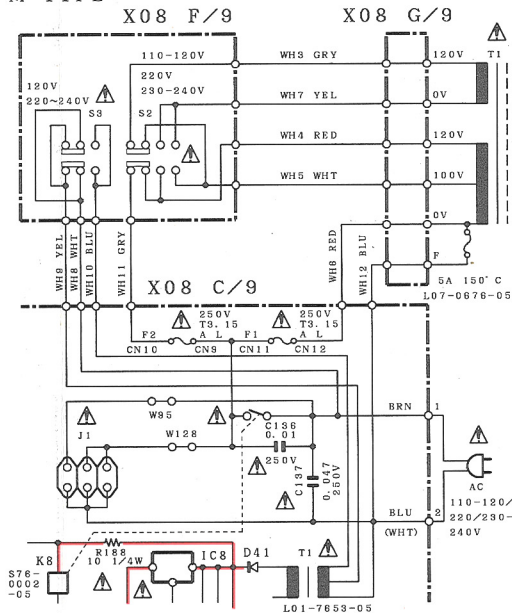 X08 F/9
X08 G/9
110-120V
220V
230-240V
120V
220~240V
S3
S2
WH3 GRY
WH7 YEL
WH4 RED
WH5 WHT
120V
0V
120V
100V
0V
F
T1
5A 150°C
L07-0676-05
WH9 YEL
WH8 WHT
WH10 BLU
WH11 GRY
WH6 RED
WH12 BLU
X08 C/9
250V
T3.15
A L
F2
CN10
CN9
250V
T3.15
A L
F1
CN11
CN12
W95
J1
W128
C136
0.01
250V
C137
0.047
250V
BRN
1
BLU
(WHT)
2
AC
110-120/
220/230-
240V
K8
S76-
0002
-05
R188
10 1/4W
IC8
D41
T1
L01-7653-05